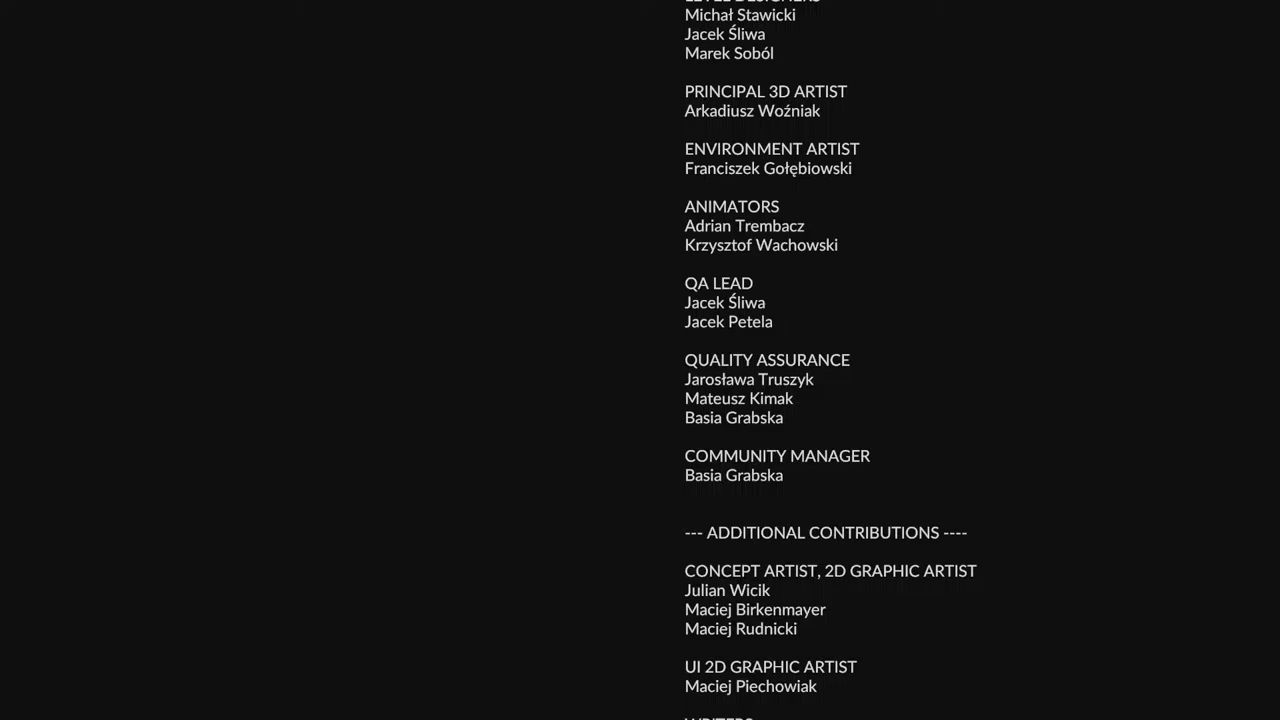 LEVEL DESIGNERS
Michał Stawicki
Jacek Śliwa
Marek Soból
PRINCIPAL 3D ARTIST
Arkadiusz Woźniak
ENVIRONMENT ARTIST
Franciszek Gołębiowski
ANIMATORS
Adrian Trembacz
Krzysztof Wachowski
QA LEAD
Jacek Śliwa
Jacek Petela
QUALITY ASSURANCE
Jarosława Truszyk
Mateusz Kimak
Basia Grabska
COMMUNITY MANAGER
Basia Grabska
--- ADDITIONAL CONTRIBUTIONS ----
CONCEPT ARTIST, 2D GRAPHIC ARTIST
Julian Wicik
Maciej Birkenmayer
Maciej Rudnicki
UI 2D GRAPHIC ARTIST
Maciej Piechowiak
WRITERS